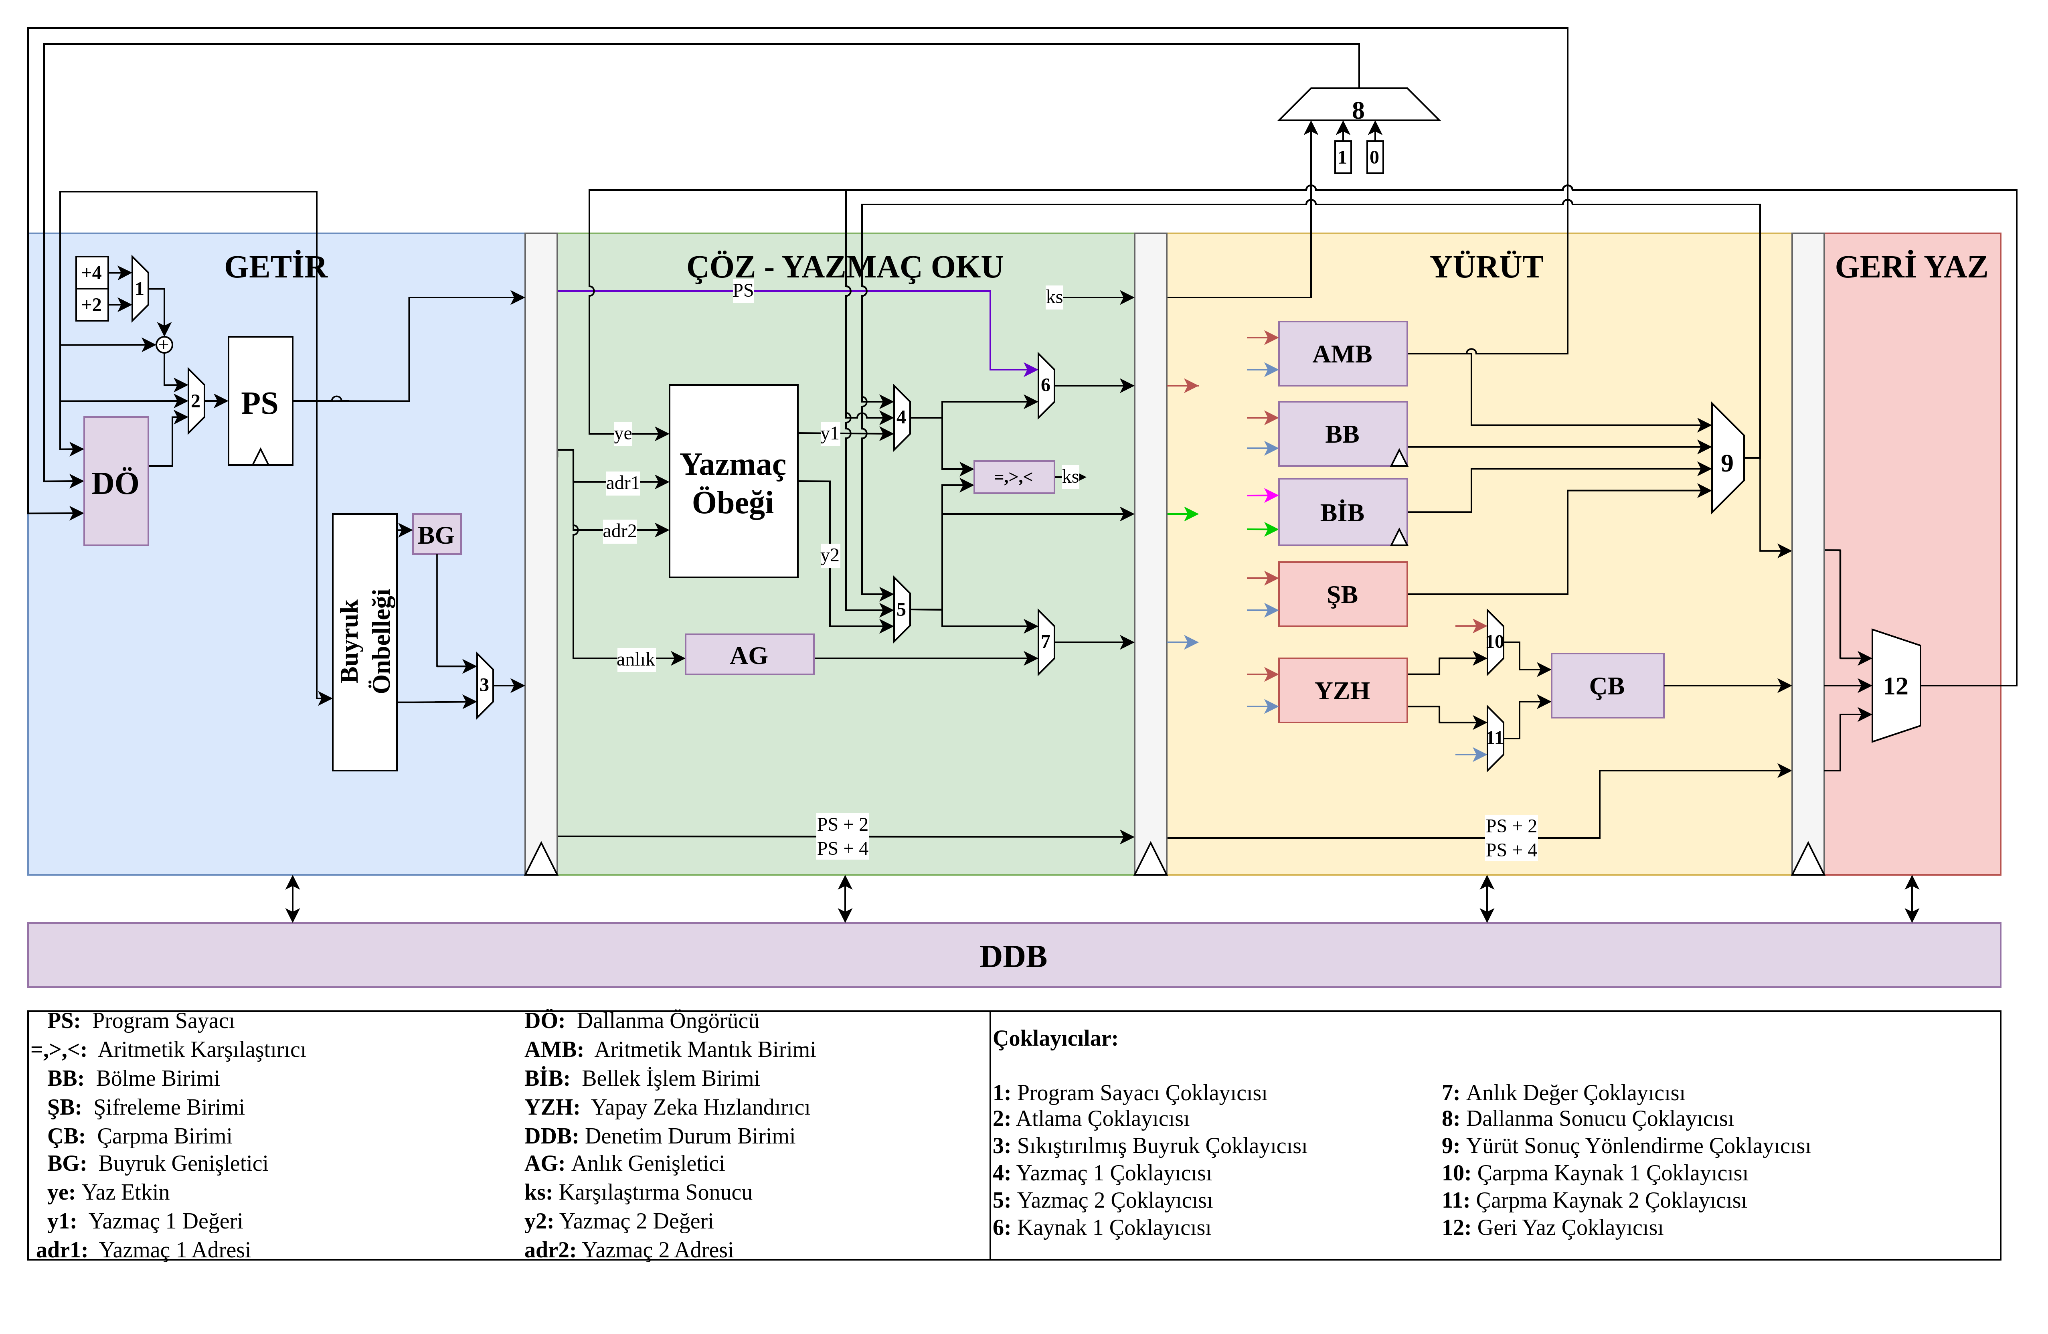 8
1
0
GETİR
ÇÖZ - YAZMAÇ OKU
YÜRÜT
GERİ YAZ
+4
+2
1
+
2
PS
DÖ
Buyruk
Önbelleği
BG
3
PS
ks
ye
adr1
adr2
Yazmaç
Öbeği
y1
y2
4
5
6
=,>,<
ks
anlık
AG
7
PS + 2
PS + 4
AMB
BB
BİB
ŞB
YZH
10
11
ÇB
9
PS + 2
PS + 4
12
DDB
PS: Program Sayacı
=,>,<: Aritmetik Karşılaştırıcı
BB: Bölme Birimi
ŞB: Şifreleme Birimi
ÇB: Çarpma Birimi
BG: Buyruk Genişletici
ye: Yaz Etkin
y1: Yazmaç 1 Değeri
adr1: Yazmaç 1 Adresi
DÖ: Dallanma Öngörücü
AMB: Aritmetik Mantık Birimi
BİB: Bellek İşlem Birimi
YZH: Yapay Zeka Hızlandırıcı
DDB: Denetim Durum Birimi
AG: Anlık Genişletici
ks: Karşılaştırma Sonucu
y2: Yazmaç 2 Değeri
adr2: Yazmaç 2 Adresi
Çoklayıcılar:
1: Program Sayacı Çoklayıcısı
2: Atlama Çoklayıcısı
3: Sıkıştırılmış Buyruk Çoklayıcısı
4: Yazmaç 1 Çoklayıcısı
5: Yazmaç 2 Çoklayıcısı
6: Kaynak 1 Çoklayıcısı
7: Anlık Değer Çoklayıcısı
8: Dallanma Sonucu Çoklayıcısı
9: Yürüt Sonuç Yönlendirme Çoklayıcısı
10: Çarpma Kaynak 1 Çoklayıcısı
11: Çarpma Kaynak 2 Çoklayıcısı
12: Geri Yaz Çoklayıcısı